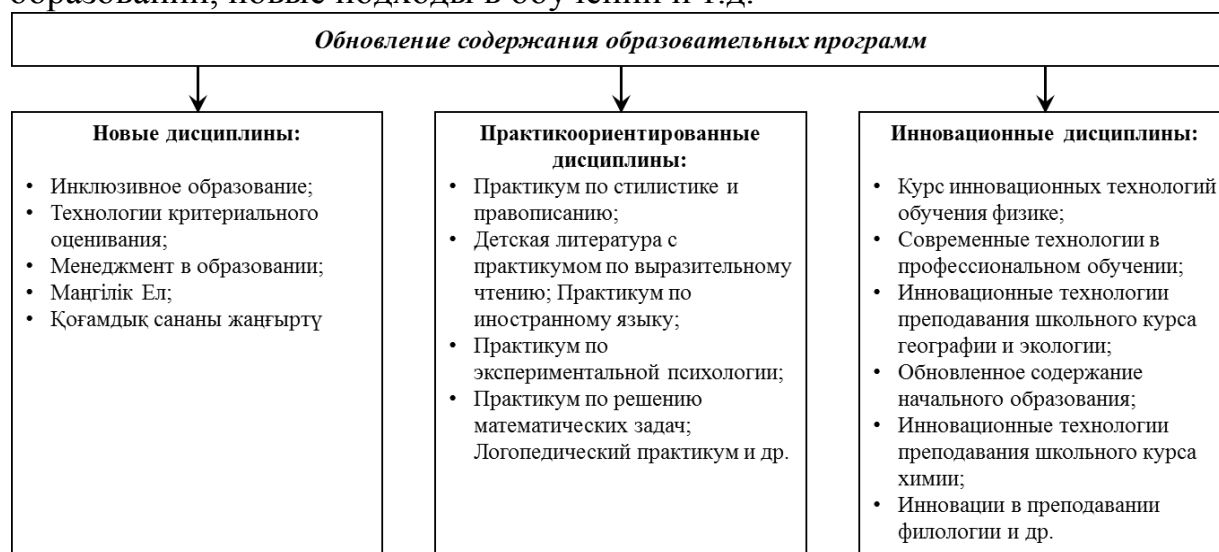 образовании, новые подходы в обучении и т.д.
Обновление содержания образовательных программ
Новые дисциплины:
• Инклюзивное образование;
• Технологии критериального
оценивания;
• Менеджмент в образовании;
• Мәңгілік Ел;
• Қоғамдық сананы жаңғырту
Практикоориентированные
дисциплины:
• Практикум по стилистике и
правописанию;
• Детская литература с
практикумом по выразительному
чтению; Практикум по
иностранному языку;
• Практикум по
экспериментальной психологии;
• Практикум по решению
математических задач;
Логопедический практикум и др.
Инновационные дисциплины:
• Курс инновационных технологий
обучения физике;
• Современные технологии в
профессиональном обучении;
• Инновационные технологии
преподавания школьного курса
географии и экологии;
• Обновленное содержание
начального образования;
• Инновационные технологии
преподавания школьного курса
химии;
• Инновации в преподавании
филологии и др.